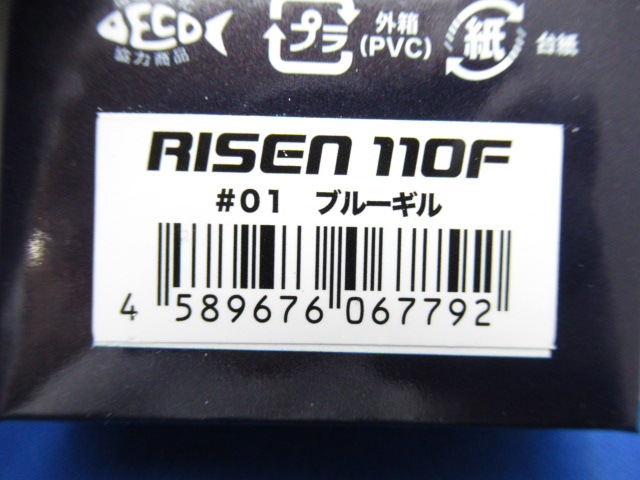 ECO
協力商品
プラ
外箱
(PVC)
紙
台紙
RISEN 110F
#01 ブルーギル
4 589676 067792